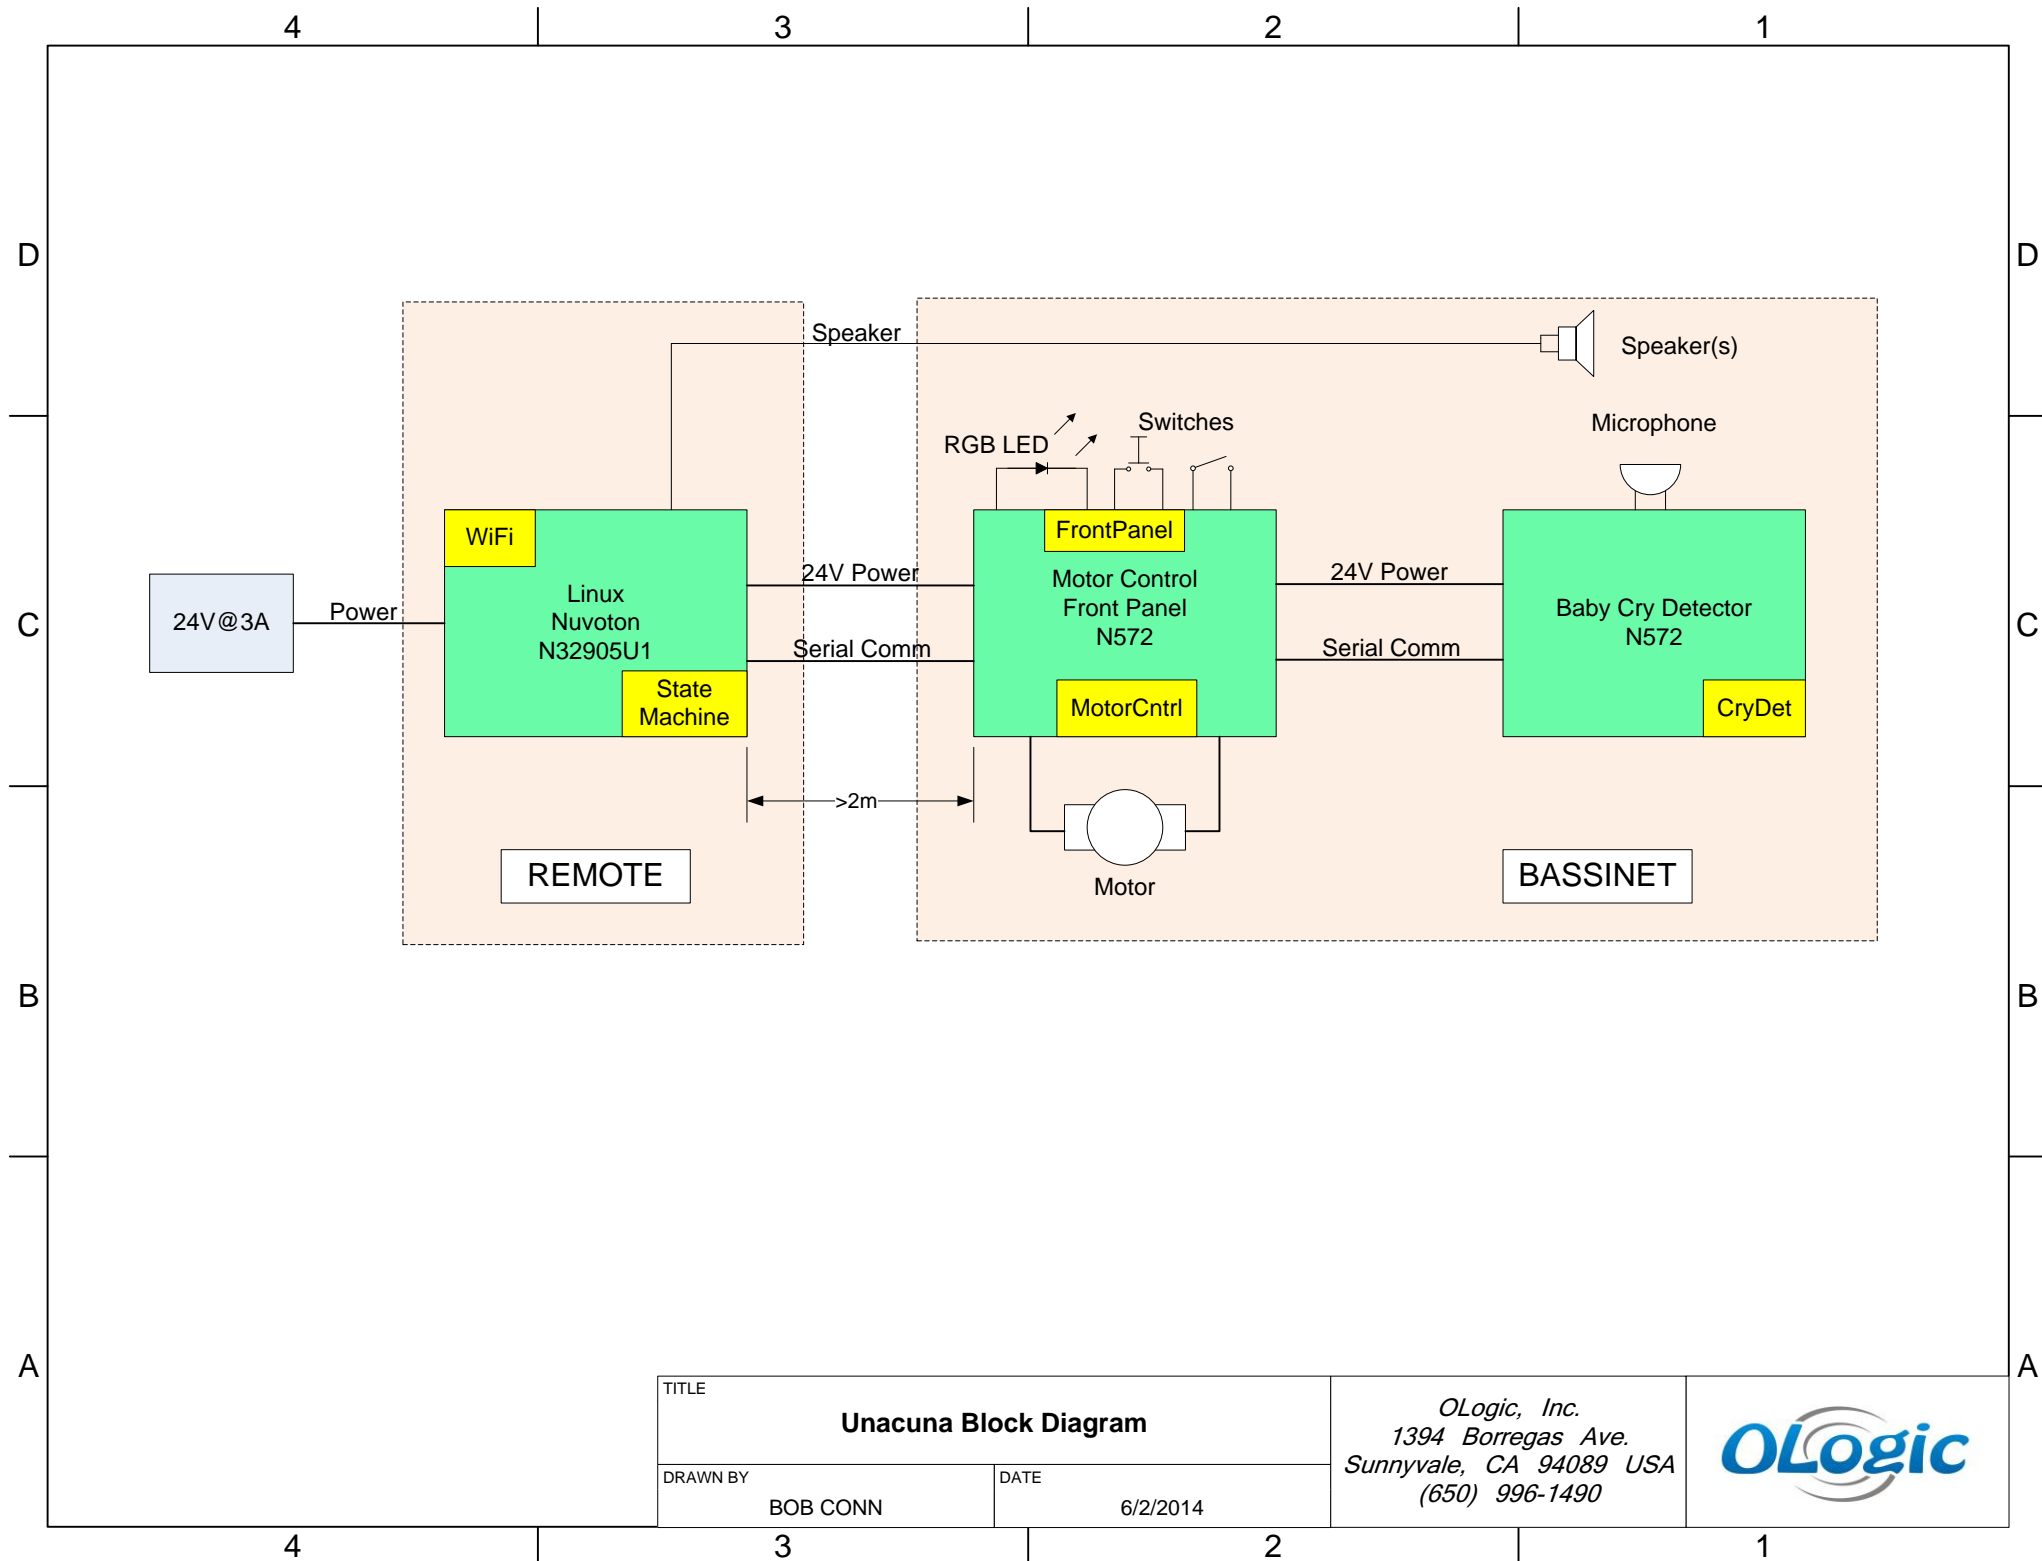 4 3 2 1
D D
Speaker
Speaker(s)
Switches
Microphone
RGB LED
WiFi
FrontPanel
24V Power
Motor Control
24V Power
Linux
Front Panel
Baby Cry Detector
24V@3A
Power
Nuvoton
N572
N572
C C
N32905U1
Serial Comm
Serial Comm
State
Machine
MotorCntrl
CryDet
>2m
REMOTE
Motor
BASSINET
B B
A A
TITLE
Unacuna Block Diagram
DRAWN BY
BOB CONN
DATE
6/2/2014
OLogic, Inc.
1394 Borregas Ave.
Sunnyvale, CA 94089 USA
(650) 996-1490
OLogic
4 3 2 1